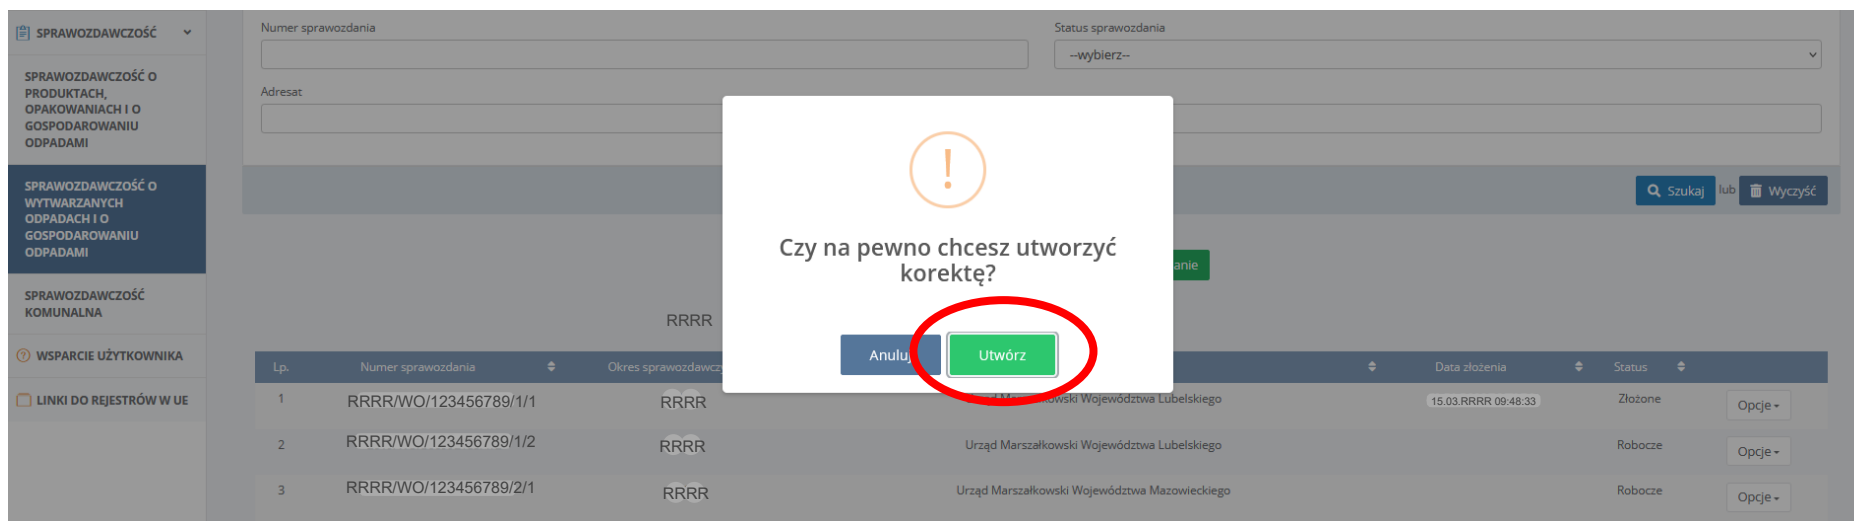 SPRAWOZDAWCZOŚĆ
SPRAWOZDAWCZOŚĆ O
PRODUKTACH,
OPAKOWANIACH I O
GOSPODAROWANIU
ODPADAMI
SPRAWOZDAWCZOŚĆ O
WYTWARZANYCH
ODPADACH I O
GOSPODAROWANIU
ODPADAMI
SPRAWOZDAWCZOŚĆ
KOMUNALNA
WSPARCIE UŻYTKOWNIKA
LINKI DO REJESTRÓW W UE
Numer sprawozdania
Status sprawozdania
--wybierz--
Adresat
Szukaj lub Wyczyść
!
Czy na pewno chcesz utworzyć
korektę?
Anuluj Utwórz
RRRR
Lp. Numer sprawozdania Data złożenia Status
1 RRRR/WO/123456789/1/1 RRRR Województwa Lubelskiego 15.03.RRRR 09:48:33 Złożone Opcje
2 RRRR/WO/123456789/1/2 RRRR Urząd Marszałkowski Województwa Lubelskiego Robocze Opcje
3 RRRR/WO/123456789/2/1 RRRR Urząd Marszałkowski Województwa Mazowieckiego Robocze Opcje